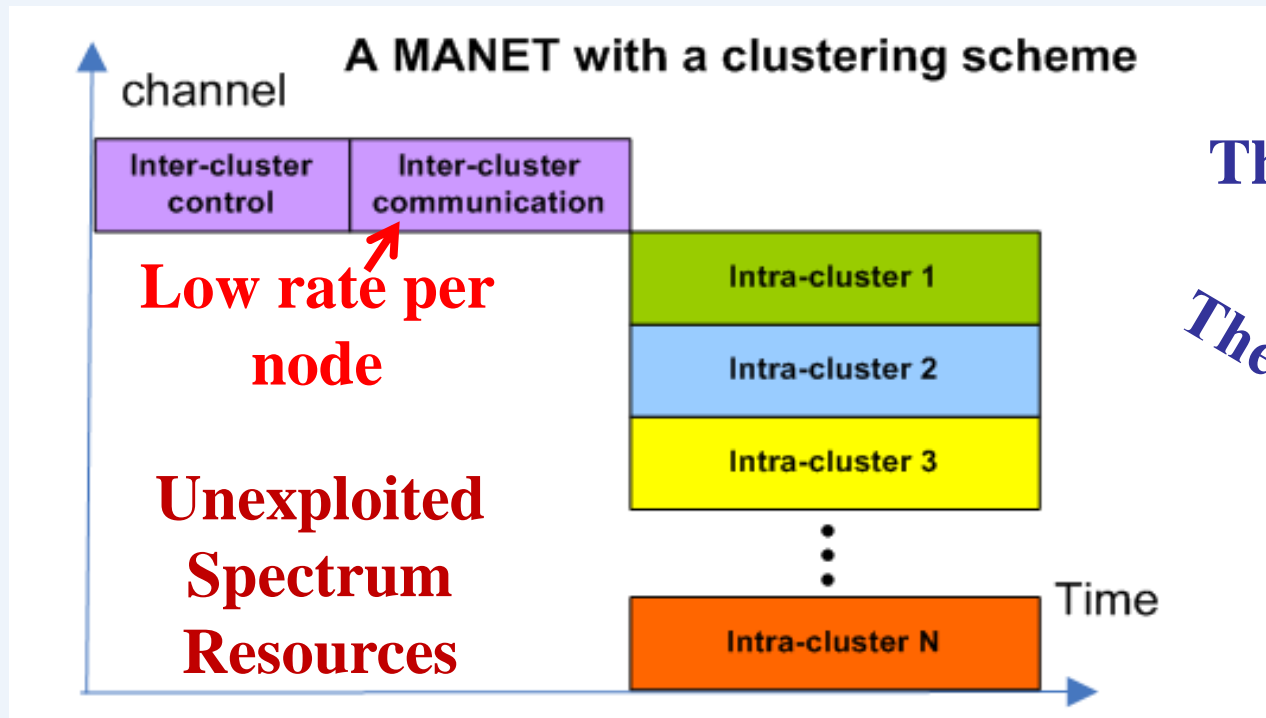 A MANET with a clustering scheme
channel
Inter-cluster
control
Inter-cluster
communication
Low rate per
node
Intra-cluster 1
Intra-cluster 2
Intra-cluster 3
Unexploited
Spectrum
Resources
Intra-cluster N
Time